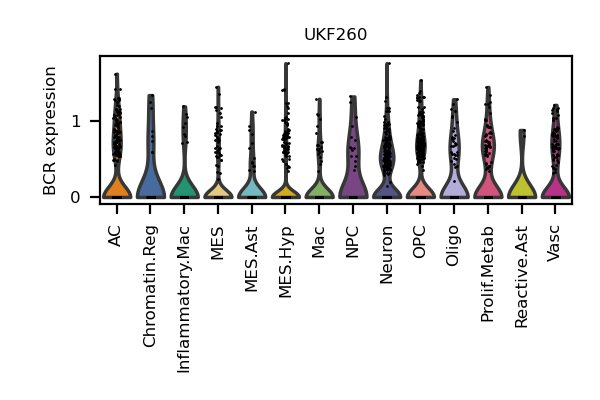 UKF260
BCR expression
1
0
AC
Chromatin.Reg
Inflammatory.Mac
MES
MES.Ast
MES.Hyp
Mac
NPC
Neuron
OPC
Oligo
Prolif.Metab
Reactive.Ast
Vasc